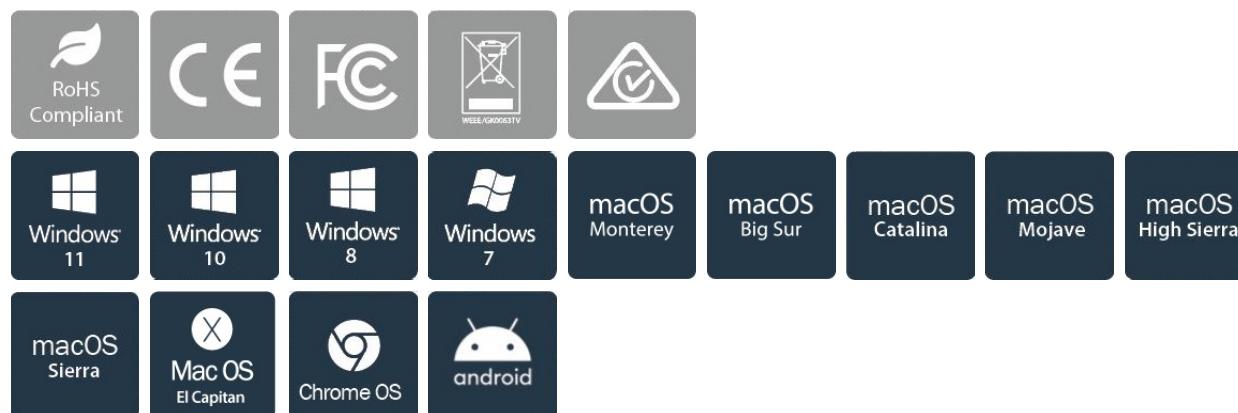 RoHS
Compliant
CE
FC
WEEE/GK0083TV
Windows
11
Windows
10
Windows
8
Windows
7
macOS
Monterey
macOS
Big Sur
macOS
Catalina
macOS
Mojave
macOS
High Sierra
macOS
Sierra
X
Mac OS
El Capitan
Chrome OS
android